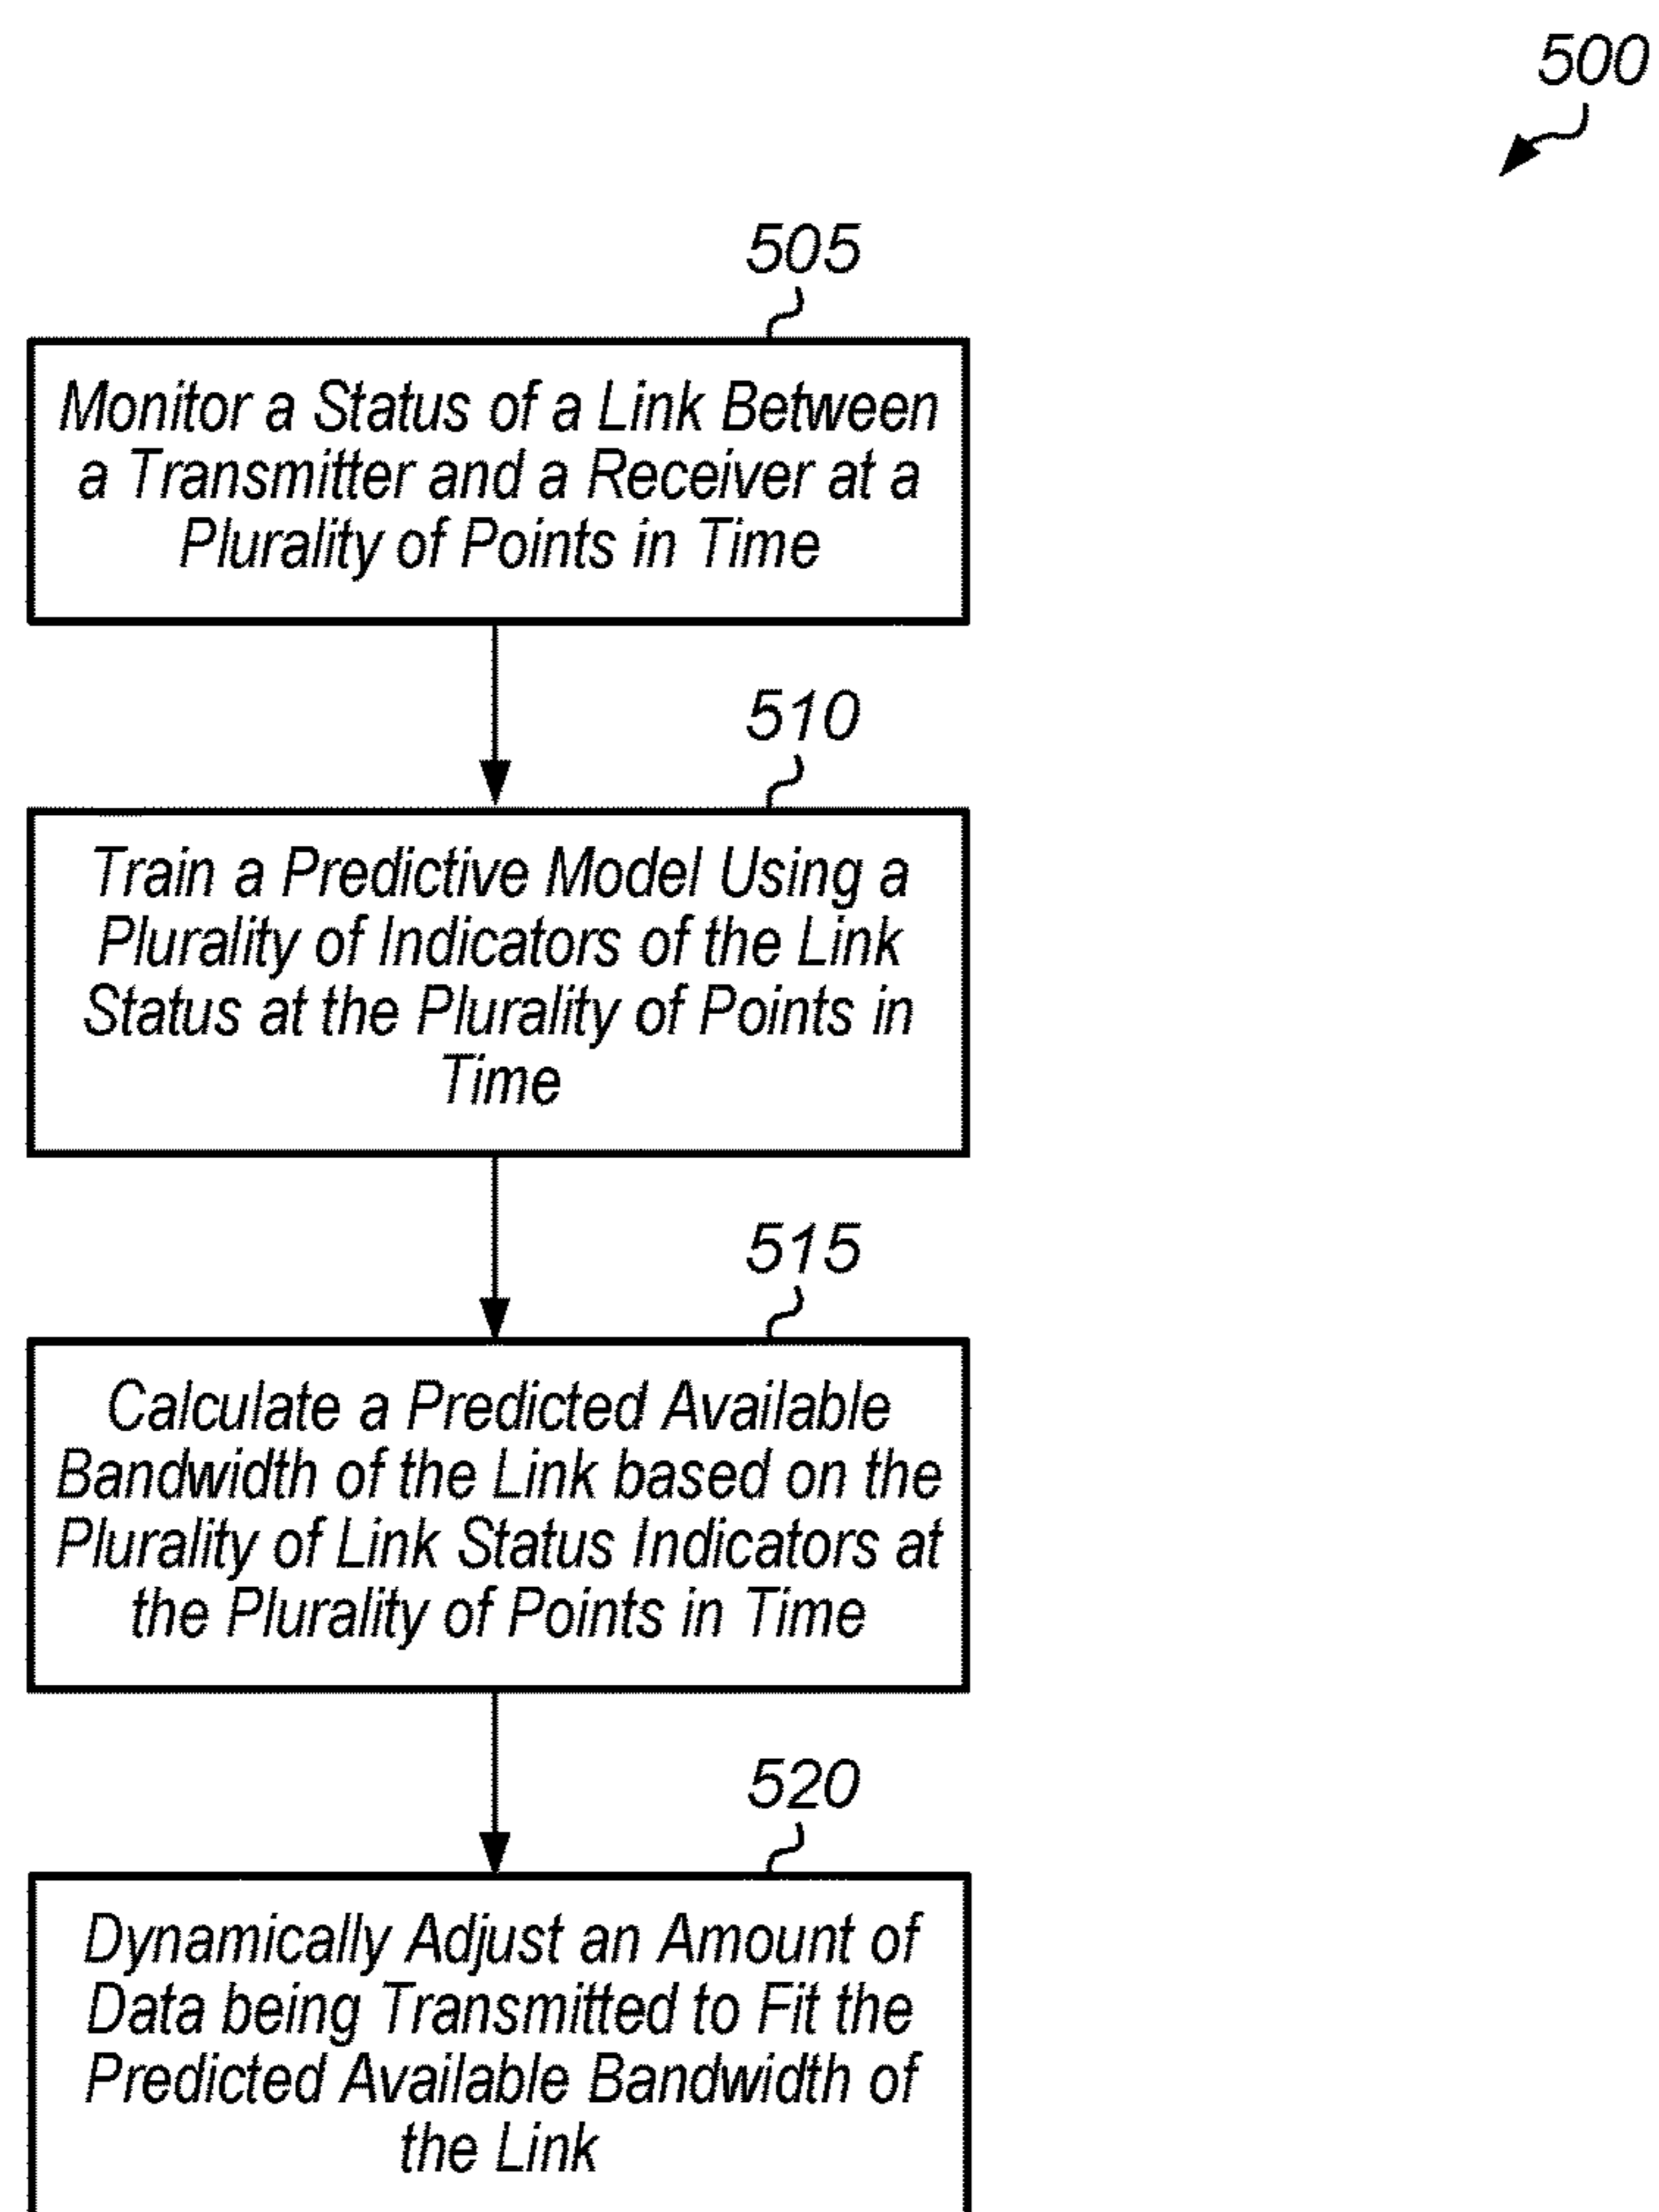 500
505
Monitor a Status of a Link Between
a Transmitter and a Receiver at a
Plurality of Points in Time
510
Train a Predictive Model Using a
Plurality of Indicators of the Link
Status at the Plurality of Points in
Time
515
Calculate a Predicted Available
Bandwidth of the Link based on the
Plurality of Link Status Indicators at
the Plurality of Points in Time
520
Dynamically Adjust an Amount of
Data being Transmitted to Fit the
Predicted Available Bandwidth of
the Link